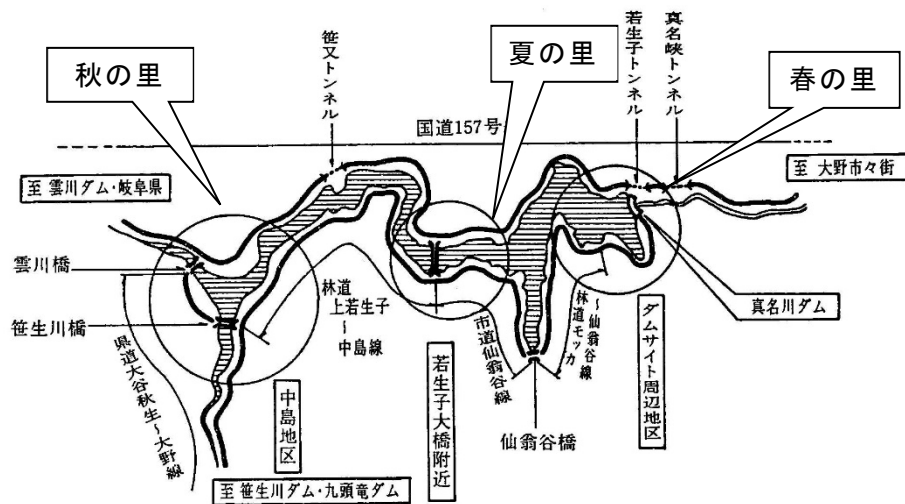 秋の里
笹又トンネル
夏の里
若生子トンネル
真名峡トンネル
春の里
国道157号
至 雲川ダム・岐阜県
至 大野市々街
雲川橋
笹生川橋
県道大谷秋生～大野線
中島地区
林道
上若生子
～
中島線
若生子大橋附近
市道仙翁谷線
仙翁谷橋
林道モッカ
～仙翁谷線
ダムサイト周辺地区
真名川ダム
至 笹生川ダム・九頭竜ダム